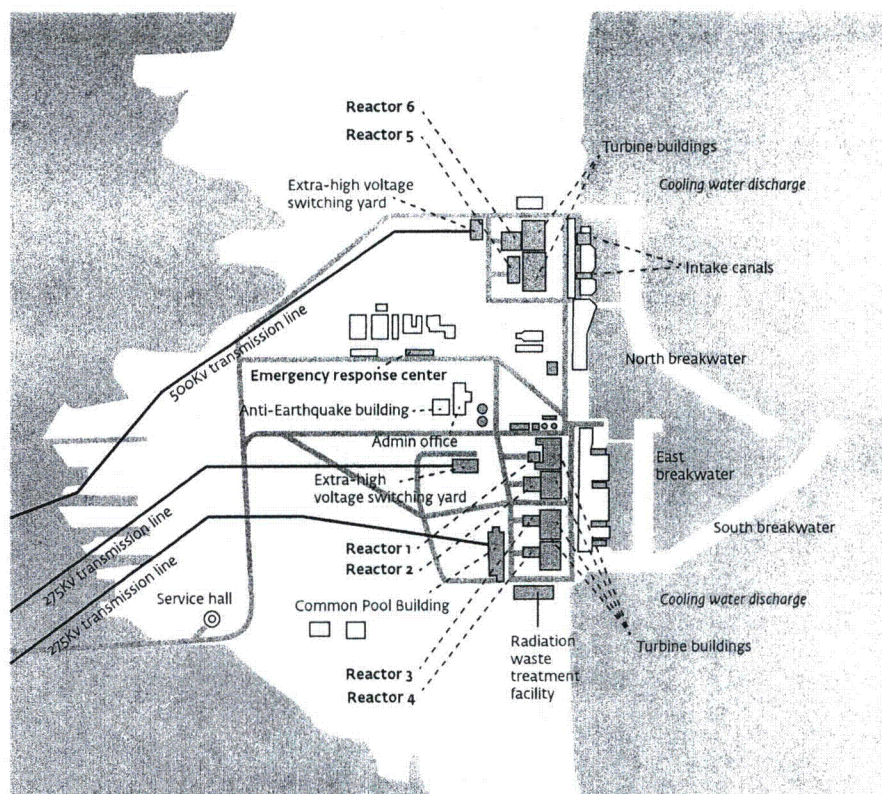 Reactor 6
Reactor 5
Turbine buildings
Extra-high voltage
switching yard
Cooling water discharge
Intake canals
500Kv transmission line
North breakwater
Emergency response center
Anti-Earthquake building
Admin office
East
breakwater
Extra-high
voltage switching yard
South breakwater
275Kv transmission line
Reactor 1
Reactor 2
275Kv transmission line
Service hall
Common Pool Building
Cooling water discharge
Radiation
waste
treatment
facility
Turbine buildings
Reactor 3
Reactor 4